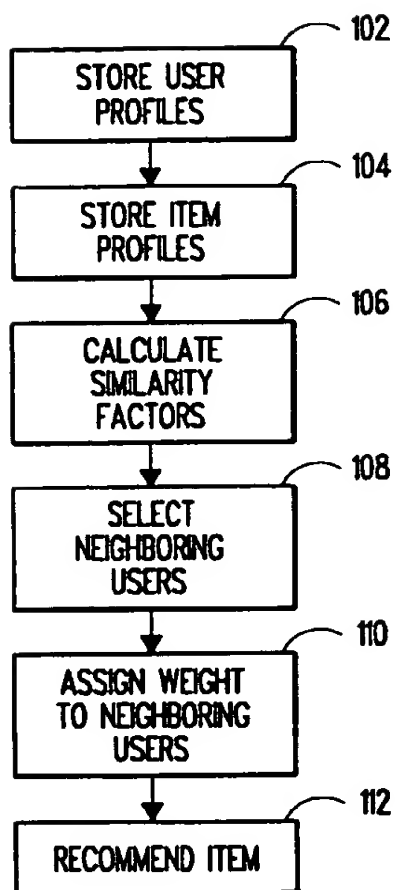 102
STORE USER
PROFILES
104
STORE ITEM
PROFILES
106
CALCULATE
SIMILARITY
FACTORS
108
SELECT
NEIGHBORING
USERS
110
ASSIGN WEIGHT
TO NEIGHBORING
USERS
112
RECOMMEND ITEM